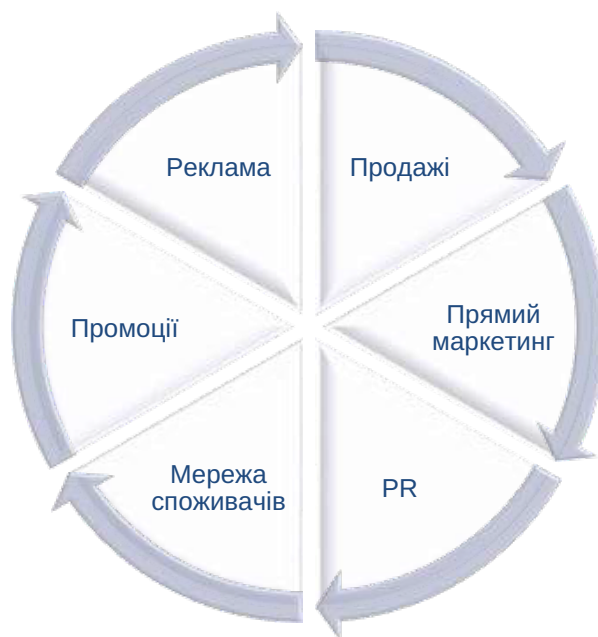 Реклама
Продажі
Прямий
маркетинг
PR
Мережа
споживачів
Промоції